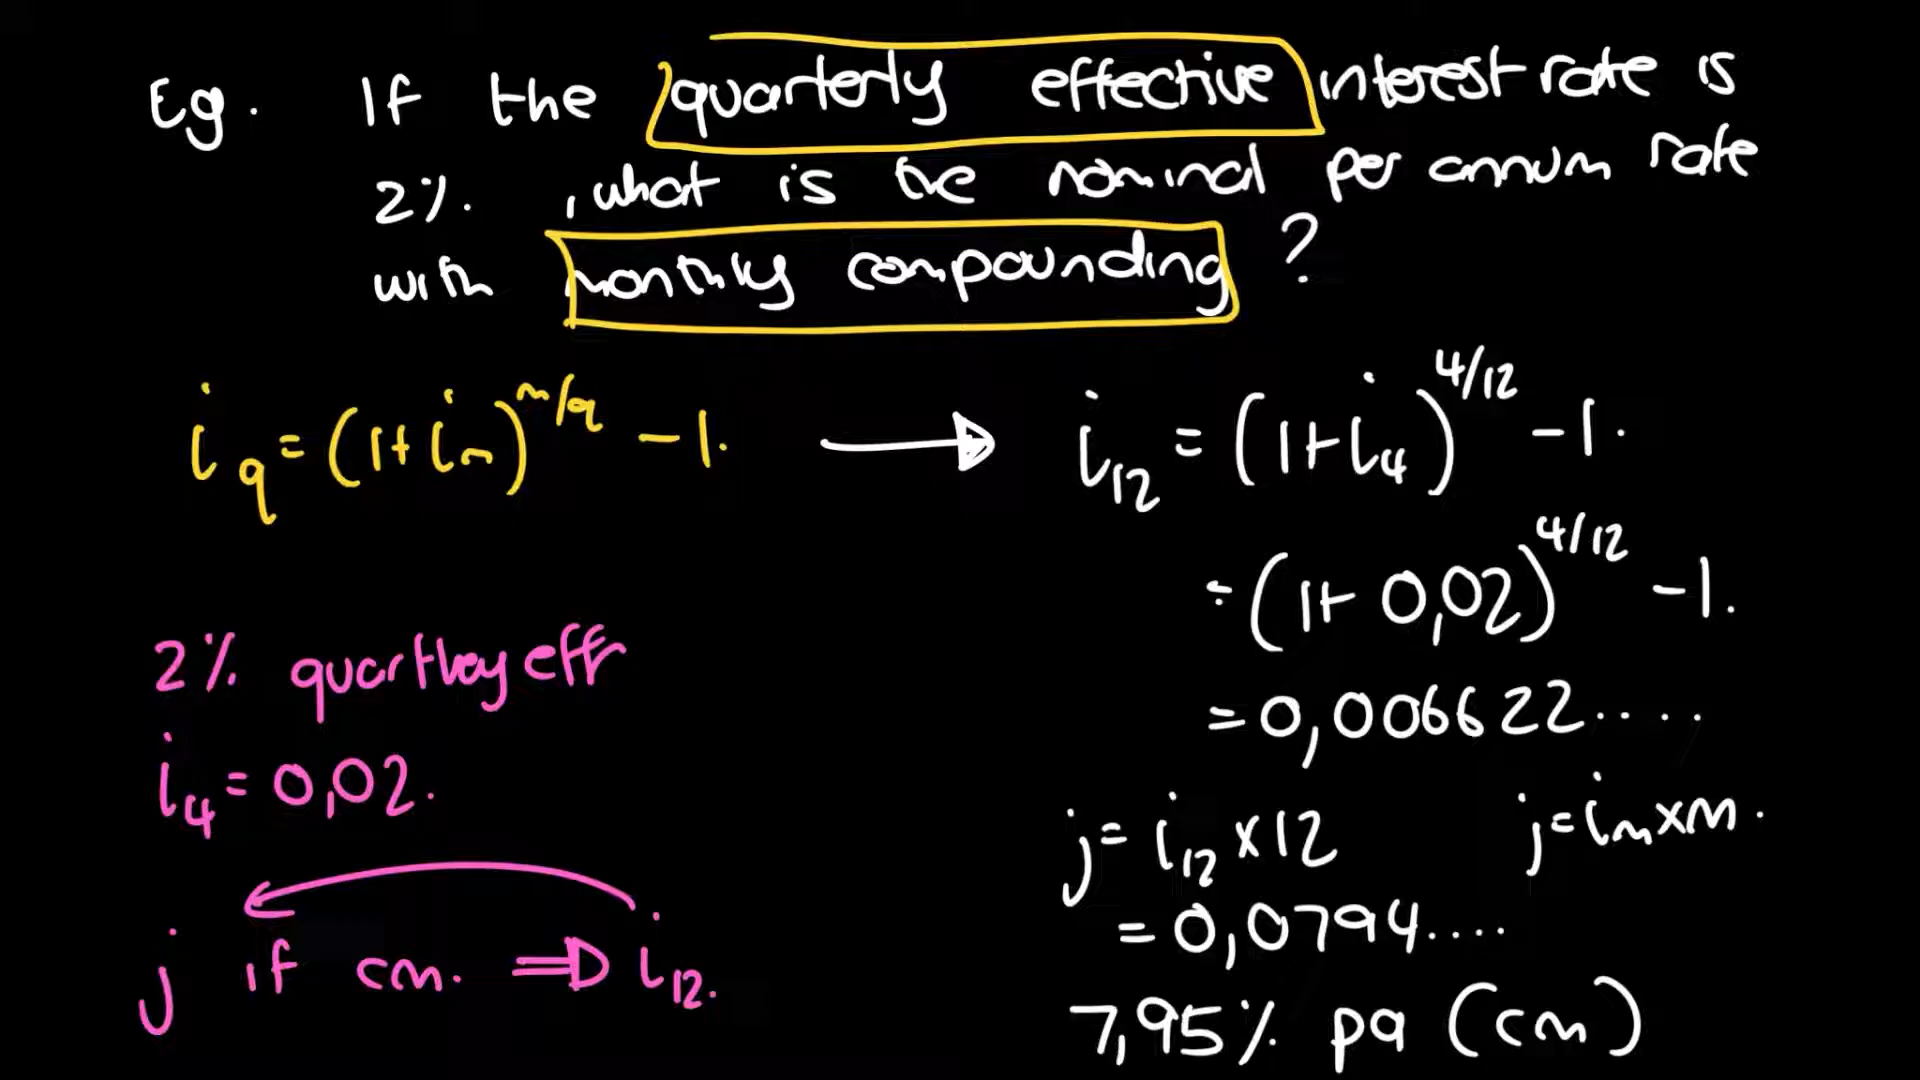 Eg. If the quarterly effective interest rate is
2%. , what is the nominal per annum rate
with monthly compounding ?
i_q = (1+i_m)^{m/q} - 1. → i_12 = (1+i_4)^{4/12} - 1.
= (1+ 0,02)^{4/12} - 1.
2% quartley eff
= 0,006622....
i_4 = 0,02.
j = i_12 x 12 j = i_m x m.
= 0,0794....
j if cm. ⇒ i_12.
7,95% pa (cm)